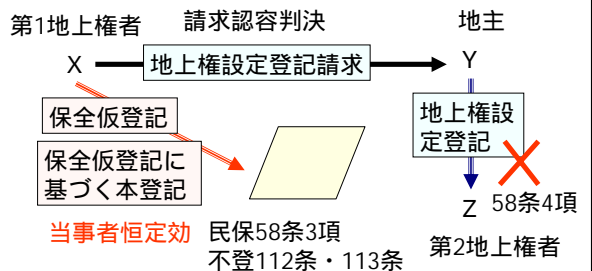 第1地上権者
請求認容判決
地主
X
地上権設定登記請求
Y
保全仮登記
保全仮登記に
基づく本登記
地上権設
定登記
58条4項
Z
当事者恒定効
民保58条3項
不登112条・113条
第2地上権者